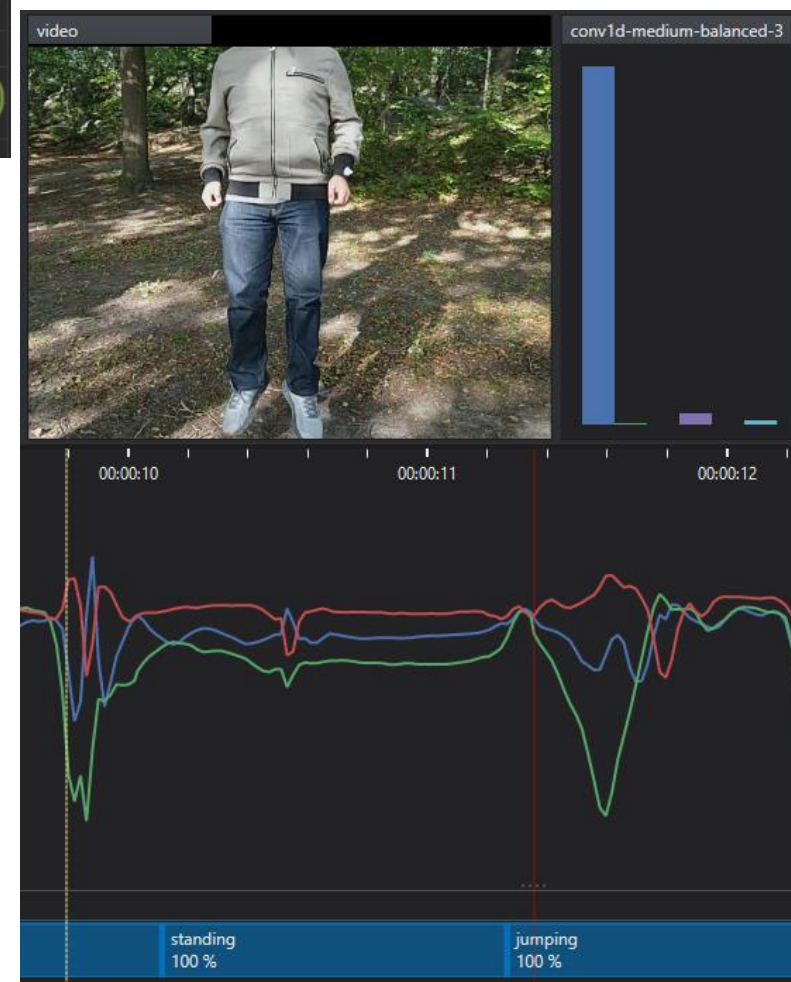 video
conv1d-medium-balanced-3
00:00:10
00:00:11
00:00:12
standing
100 %
jumping
100 %